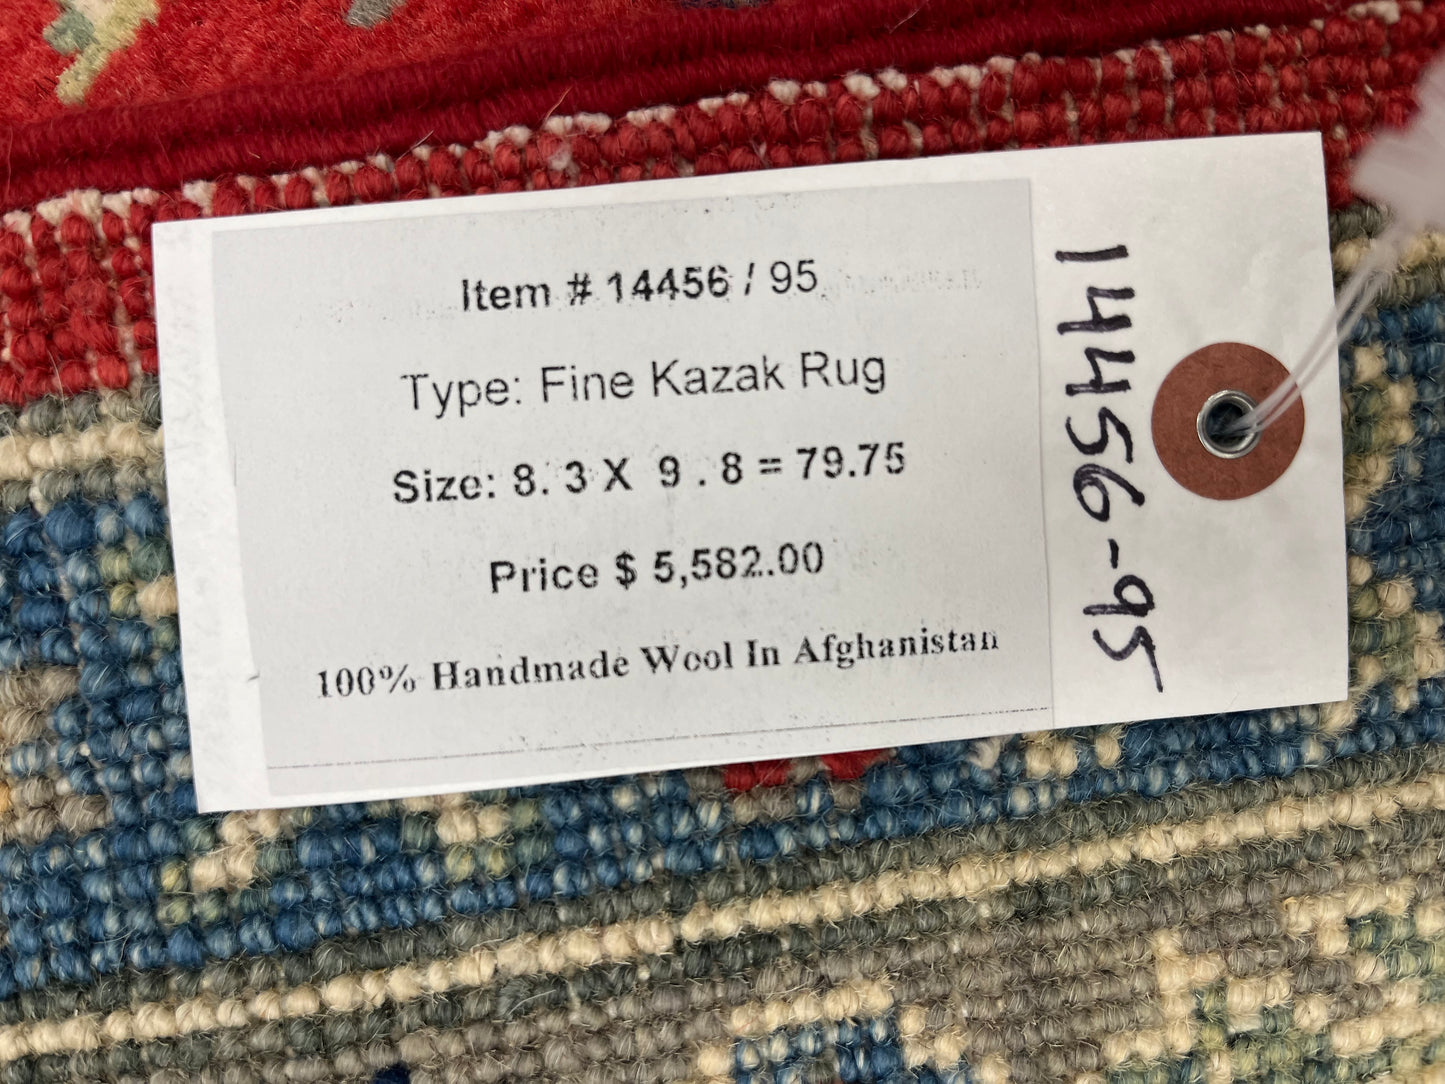 Item # 14456 / 95
Type: Fine Kazak Rug
Size: 8. 3 X 9 . 8 = 79.75
Price $ 5,582.00
100% Handmade Wool In Afghanistan
14456-95